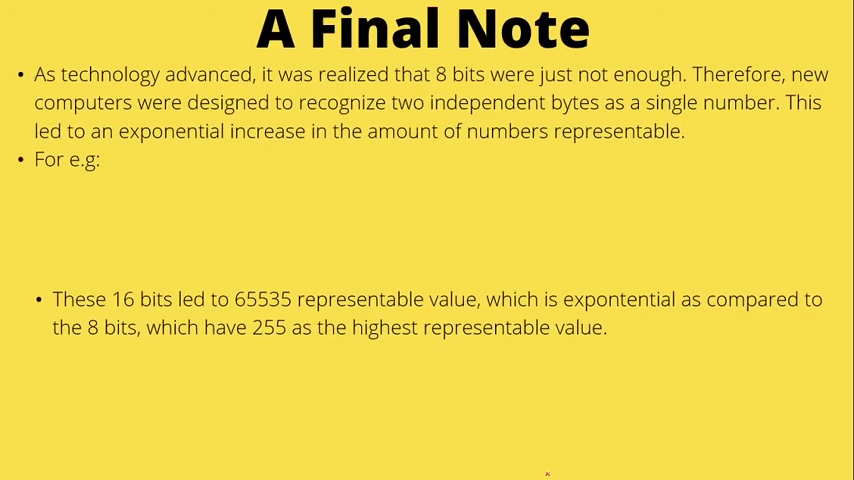 A Final Note
• As technology advanced, it was realized that 8 bits were just not enough. Therefore, new
computers were designed to recognize two independent bytes as a single number. This
led to an exponential increase in the amount of numbers representable.
• For e.g:
• These 16 bits led to 65535 representable value, which is expontential as compared to
the 8 bits, which have 255 as the highest representable value.